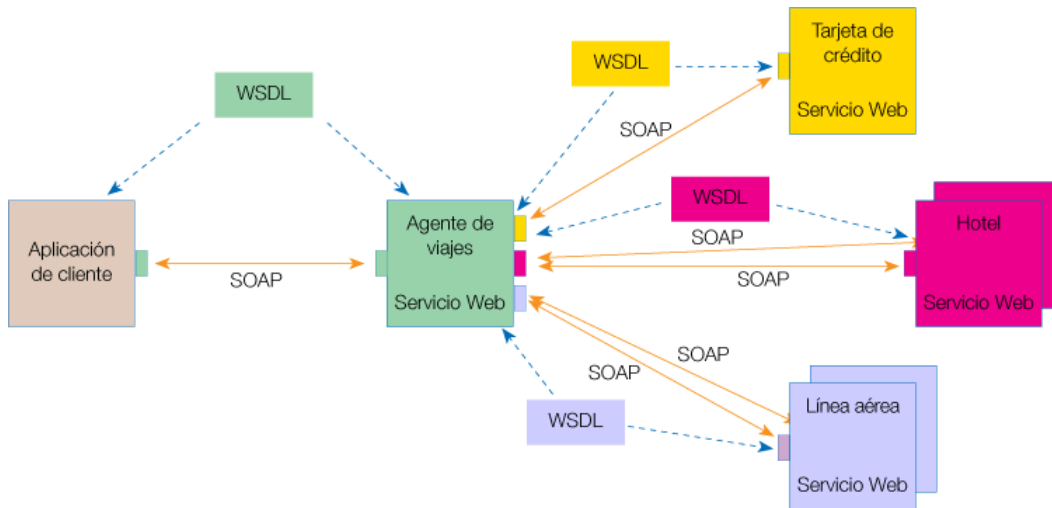 Tarjeta de
crédito
Servicio Web
WSDL
WSDL
SOAP
WSDL
Aplicación
de cliente
SOAP
Agente de
viajes
Servicio Web
SOAP
SOAP
Hotel
Servicio Web
SOAP
SOAP
WSDL
Línea aérea
Servicio Web